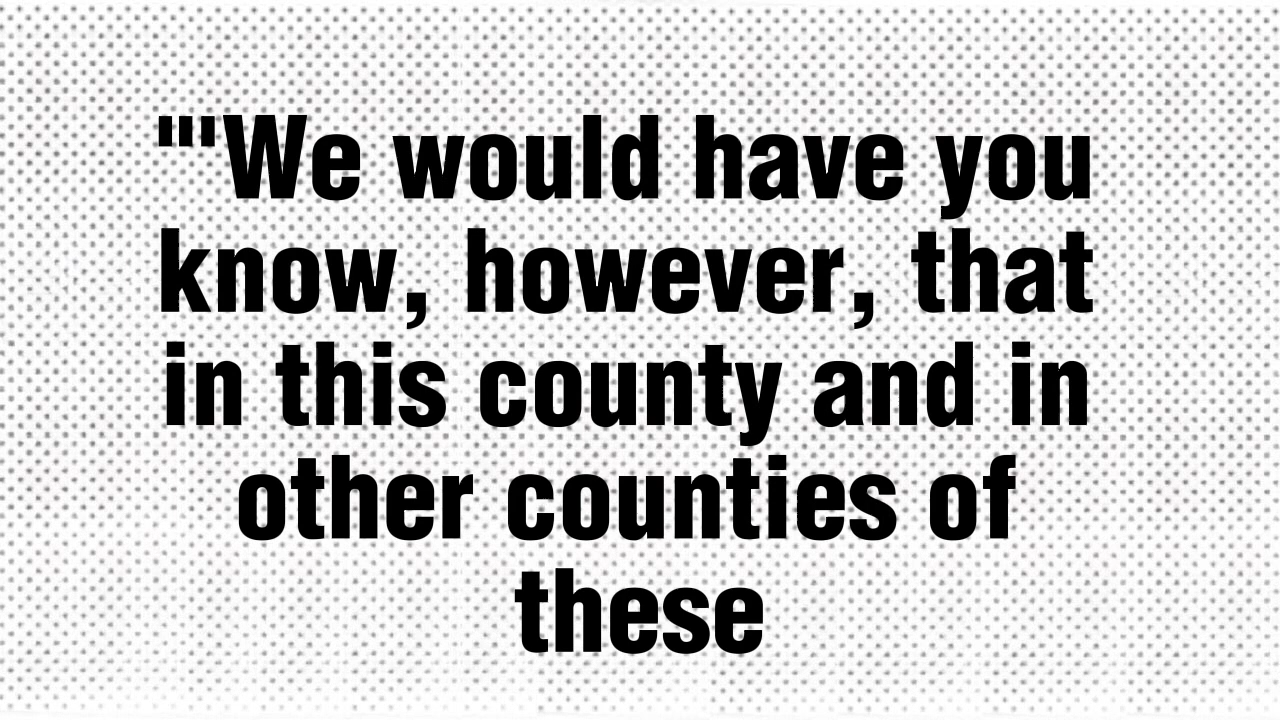 "'We would have you
know, however, that
in this county and in
other counties of
these